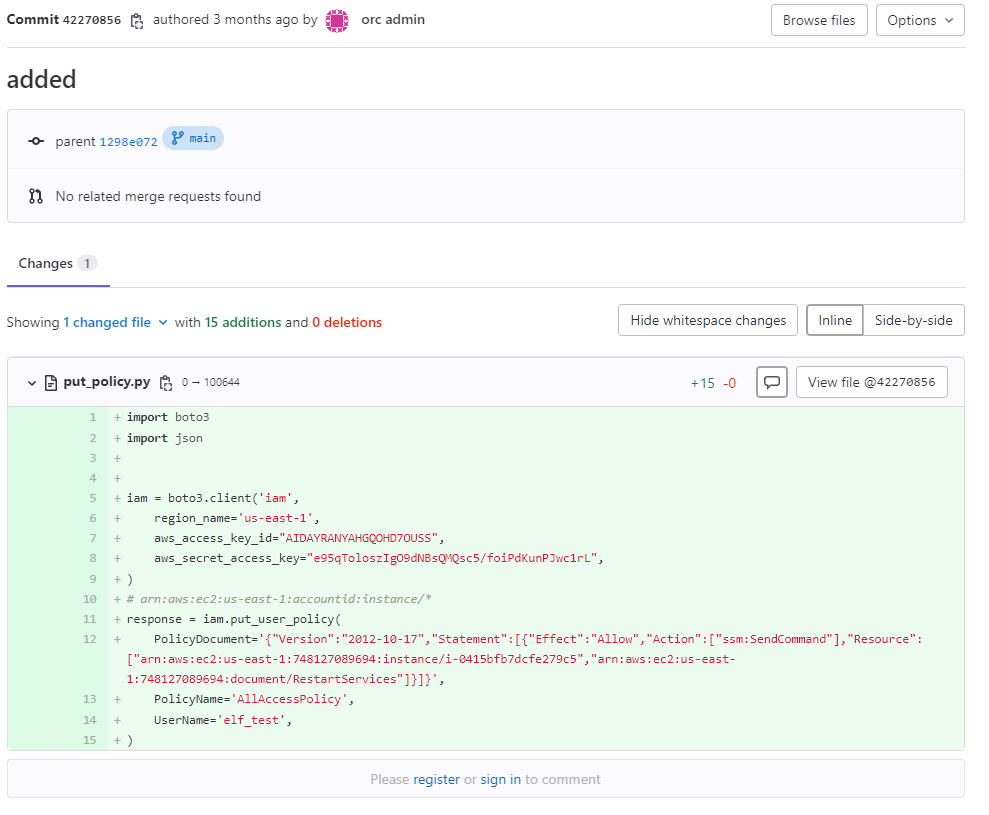 Commit 42270856 authored 3 months ago by orc admin
Browse files
Options
added
parent 1298e072 main
No related merge requests found
Changes 1
Showing 1 changed file with 15 additions and 0 deletions
Hide whitespace changes
Inline
Side-by-side
put_policy.py 0 → 100644
+15 -0
View file @42270856
1 + import boto3
2 + import json
3 +
4 +
5 + iam = boto3.client('iam',
6 + region_name='us-east-1',
7 + aws_access_key_id="AIDAYRANYAHGQOHD7OUSS",
8 + aws_secret_access_key="e95qToloszIgO9dNBsQMQsc5/foiPdKunPJwc1rL",
9 + )
10 + # arn:aws:ec2:us-east-1:accountid:instance/*
11 + response = iam.put_user_policy(
12 + PolicyDocument='{"Version":"2012-10-17","Statement":[{"Effect":"Allow","Action":["ssm:SendCommand"],"Resource":
["arn:aws:ec2:us-east-1:748127089694:instance/i-0415bfb7dcfe279c5","arn:aws:ec2:us-east-
1:748127089694:document/RestartServices"]}]}',
13 + PolicyName='AllAccessPolicy',
14 + UserName='elf_test',
15 + )
Please register or sign in to comment